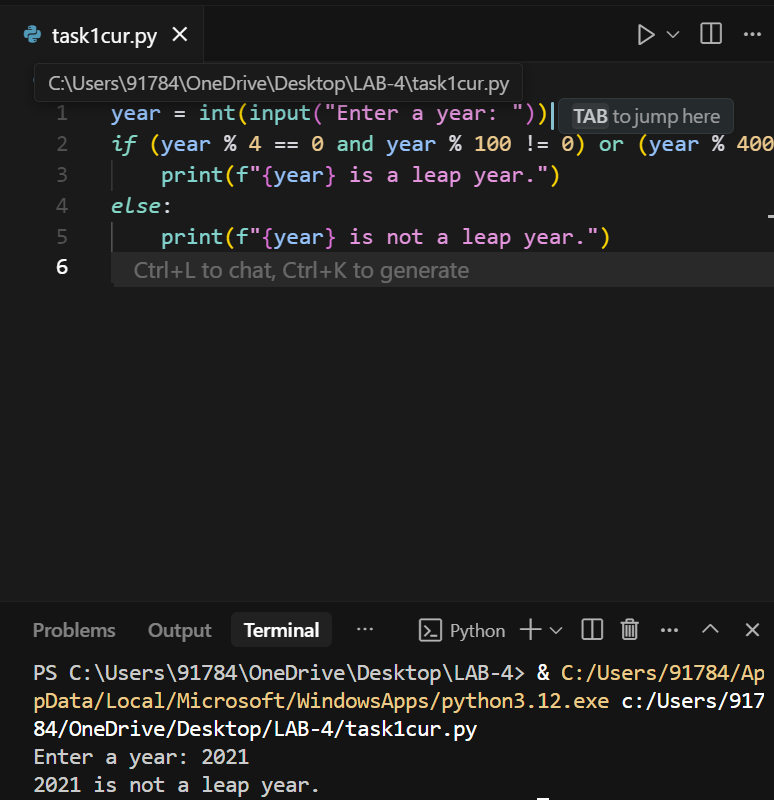 task1cur.py
C:\Users\91784\OneDrive\Desktop\LAB-4\task1cur.py
1 year = int(input("Enter a year: ")) TAB to jump here
2 if (year % 4 == 0 and year % 100 != 0) or (year % 400
3 print(f"{year} is a leap year.")
4 else:
5 print(f"{year} is not a leap year.")
6 Ctrl+L to chat, Ctrl+K to generate
Problems Output Terminal ··· Python ···
PS C:\Users\91784\OneDrive\Desktop\LAB-4> & C:/Users/91784/Ap
pData/Local/Microsoft/WindowsApps/python3.12.exe c:/Users/917
84/OneDrive/Desktop/LAB-4/task1cur.py
Enter a year: 2021
2021 is not a leap year.